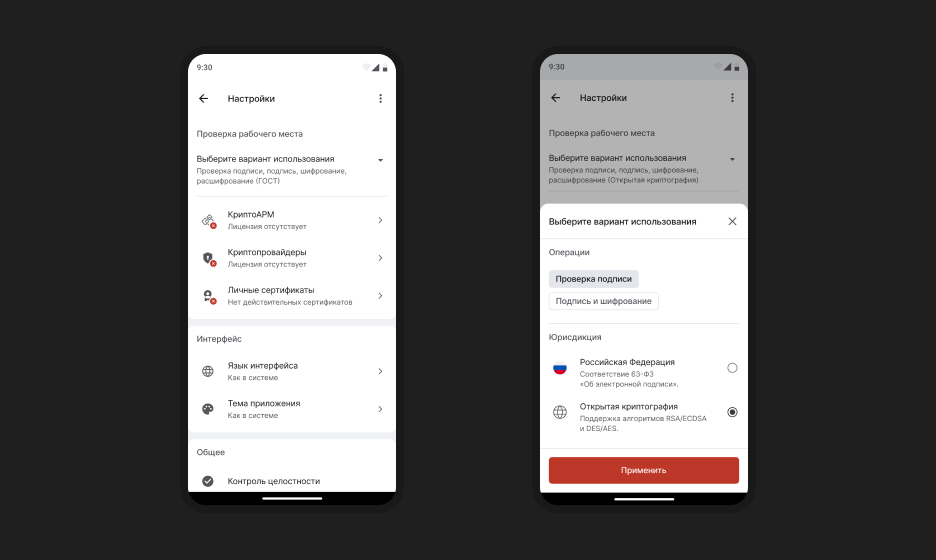 9:30
Настройки
Проверка рабочего места
Выберите вариант использования
Проверка подписи, подпись, шифрование,
расшифрование (ГОСТ)
КриптоАРМ
Лицензия отсутствует
Криптопровайдеры
Лицензия отсутствует
Личные сертификаты
Нет действительных сертификатов
Интерфейс
Язык интерфейса
Как в системе
Тема приложения
Как в системе
Общее
Контроль целостности
9:30
Настройки
Проверка рабочего места
Выберите вариант использования
Проверка подписи, подпись, шифрование,
расшифрование (Открытая криптография)
Выберите вариант использования
Операции
Проверка подписи
Подпись и шифрование
Юрисдикция
Российская Федерация
Соответствие 63-ФЗ
«Об электронной подписи».
Открытая криптография
Поддержка алгоритмов RSA/ECDSA
и DES/AES.
Применить